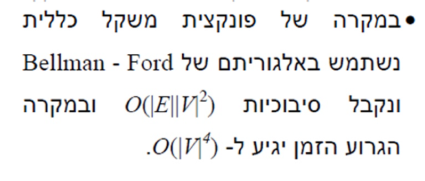 • במקרה של פונקצית משקל כללית
נשתמש באלגוריתם של Bellman - Ford
ונקבל סיבוכיות O(|E||V|²) ובמקרה
הגרוע הזמן יגיע ל- O(|V|⁴).